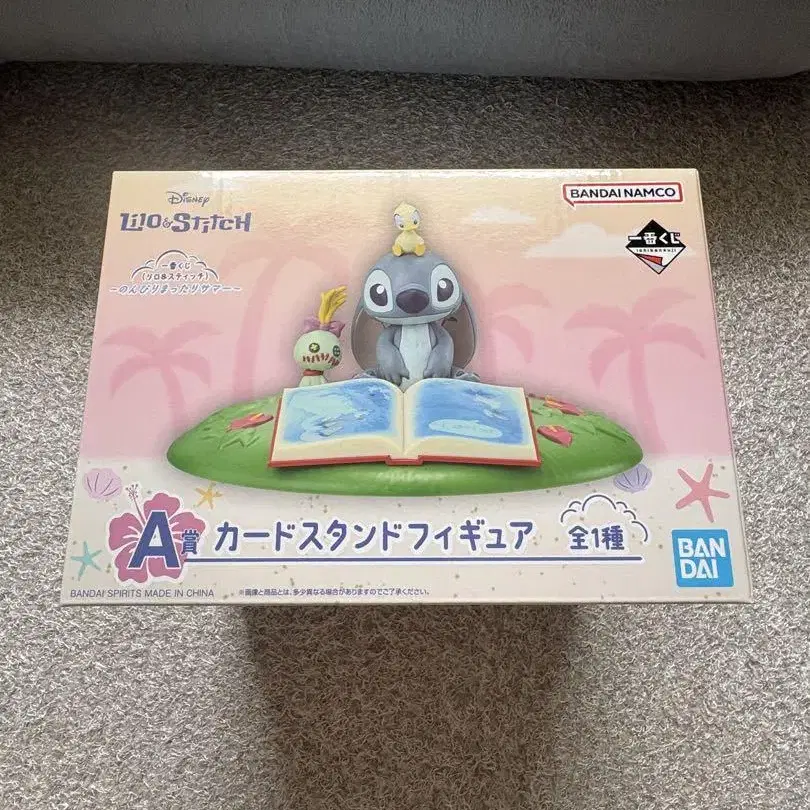 Disney
Lilo & Stitch
一番くじ
(リロ&スティッチ)
-のんびりまったりサマー-
BANDAI NAMCO
一番くじ
ICHIBANKUJI
A賞 カードスタンドフィギュア 全1種
BANDAI SPIRITS MADE IN CHINA
※画像と商品とは、多少異なる場合がありますのでご了承ください。
BAN
DAI